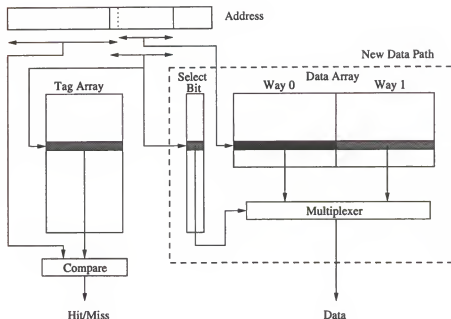 Address
New Data Path
Tag Array
Select
Bit
Data Array
Way 0
Way 1
Multiplexer
Compare
Hit/Miss
Data